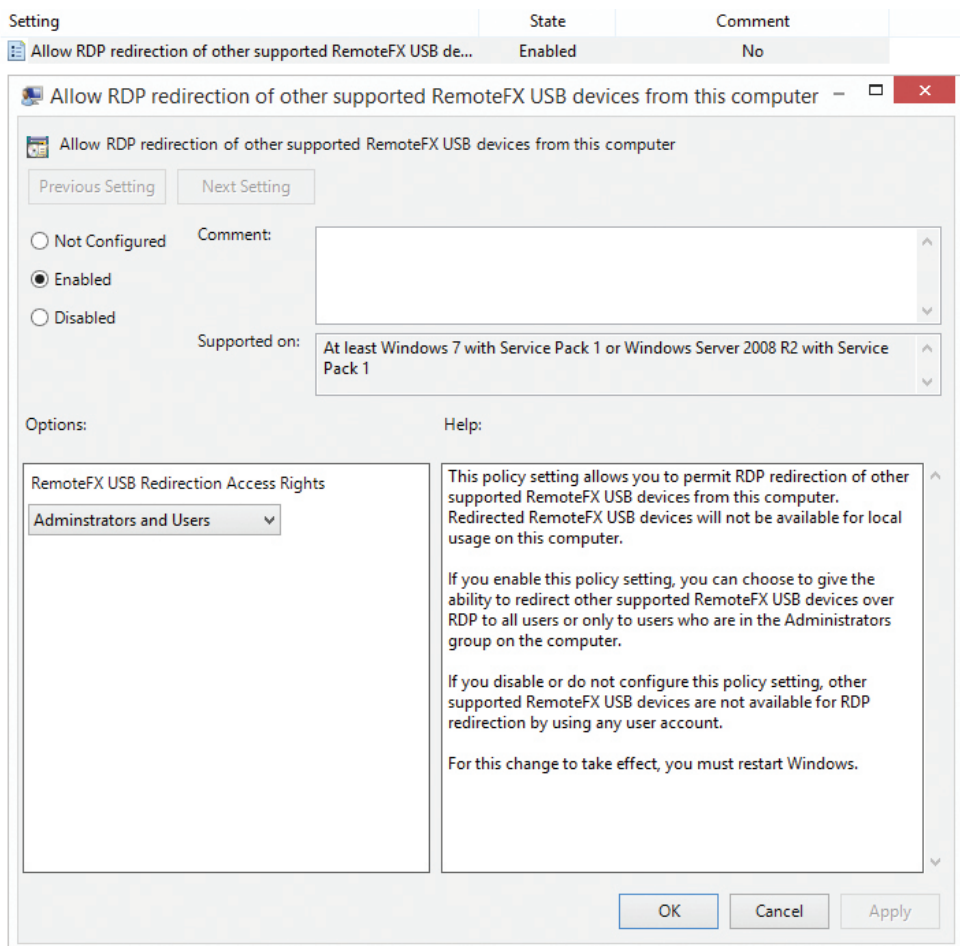 Setting State Comment
Allow RDP redirection of other supported RemoteFX USB de... Enabled No
Allow RDP redirection of other supported RemoteFX USB devices from this computer
Allow RDP redirection of other supported RemoteFX USB devices from this computer
Previous Setting Next Setting
Not Configured
Enabled
Disabled
Comment:
Supported on:
At least Windows 7 with Service Pack 1 or Windows Server 2008 R2 with Service
Pack 1
Options:
Help:
RemoteFX USB Redirection Access Rights
Adminstrators and Users
This policy setting allows you to permit RDP redirection of other
supported RemoteFX USB devices from this computer.
Redirected RemoteFX USB devices will not be available for local
usage on this computer.
If you enable this policy setting, you can choose to give the
ability to redirect other supported RemoteFX USB devices over
RDP to all users or only to users who are in the Administrators
group on the computer.
If you disable or do not configure this policy setting, other
supported RemoteFX USB devices are not available for RDP
redirection by using any user account.
For this change to take effect, you must restart Windows.
OK Cancel Apply